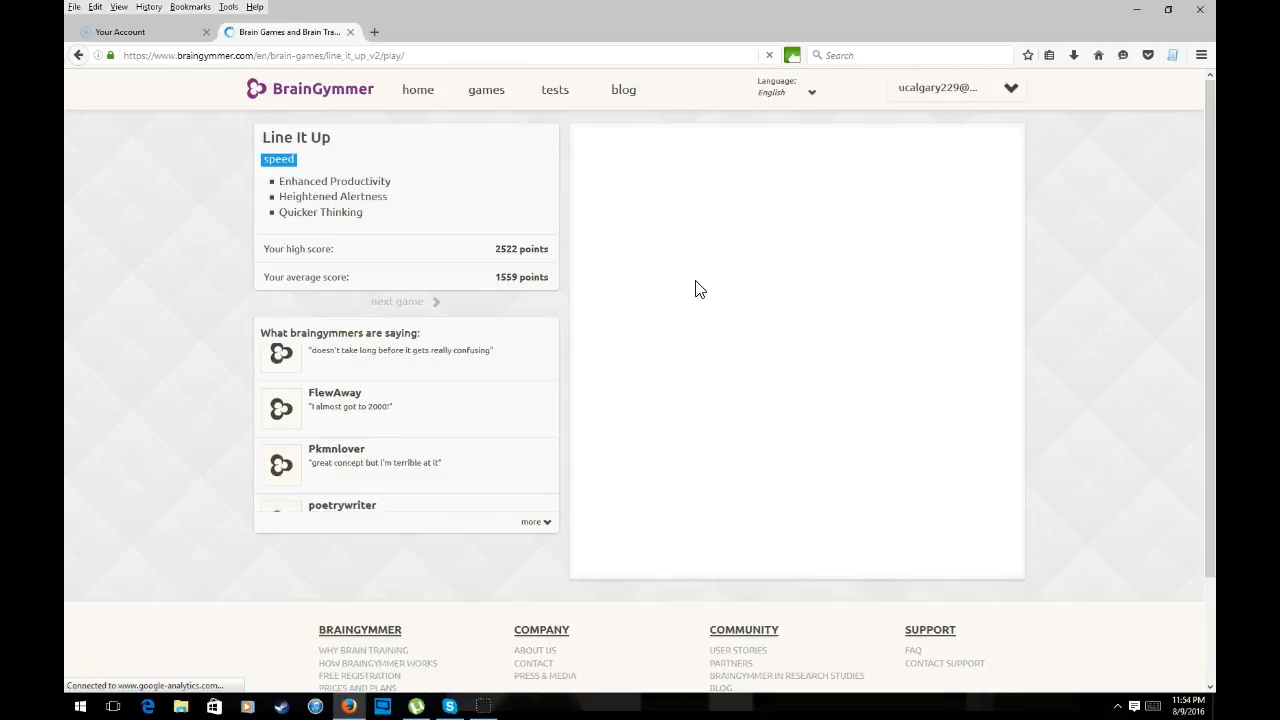 File Edit View History Bookmarks Tools Help
Your Account
Brain Games and Brain Tra...
https://www.braingymmer.com/en/brain-games/line_it_up_v2/play/
Search
BrainGymmer home games tests blog
Language:
English
ucalgary229@...
Line It Up
speed
Enhanced Productivity
Heightened Alertness
Quicker Thinking
Your high score: 2522 points
Your average score: 1559 points
next game
What braingymmers are saying:
"doesn't take long before it gets really confusing"
FlewAway
"I almost got to 2000!"
Pkmnlover
"great concept but i'm terrible at it"
poetrywriter
more
BRAINGYMMER COMPANY COMMUNITY SUPPORT
WHY BRAIN TRAINING ABOUT US USER STORIES FAQ
HOW BRAINGYMMER WORKS CONTACT PARTNERS CONTACT SUPPORT
FREE REGISTRATION PRESS & MEDIA BRAINGYMMER IN RESEARCH STUDIES
PRICES AND PLANS BLOG
Connected to www.google-analytics.com...
11:54 PM
8/9/2016